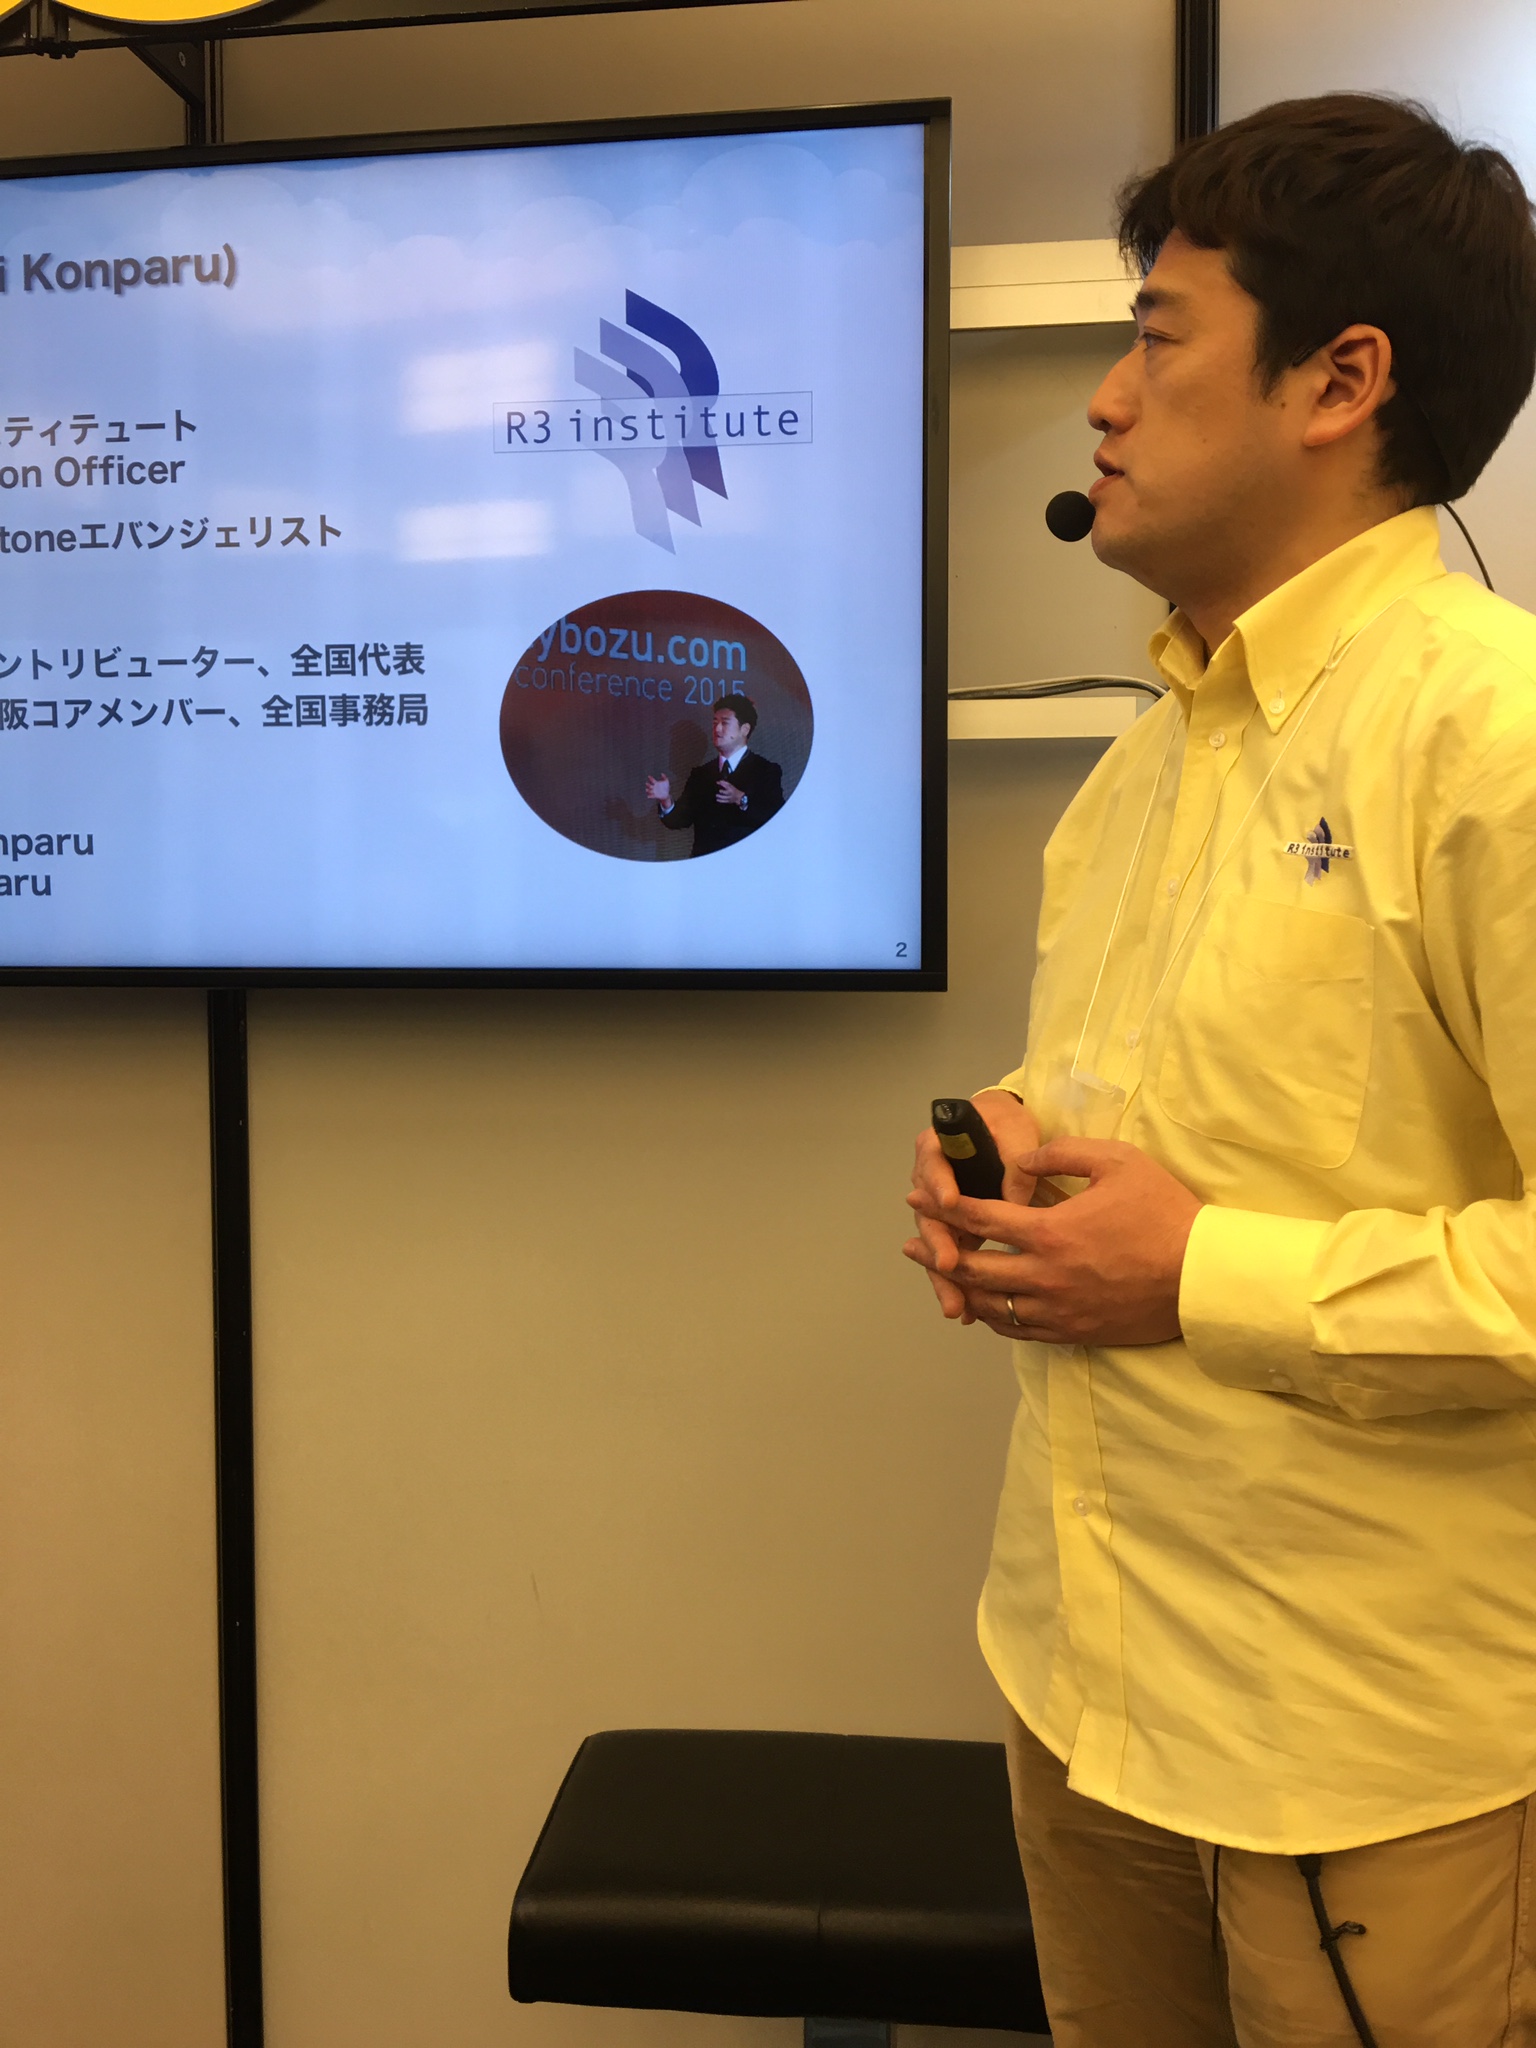 i Konparu)
R3 institute
ティテュート
on Officer
toneエバンジェリスト
ybozu.com
conference 2015
ントリビューター、全国代表
阪コアメンバー、全国事務局
nparu
aru
2
R3 institute